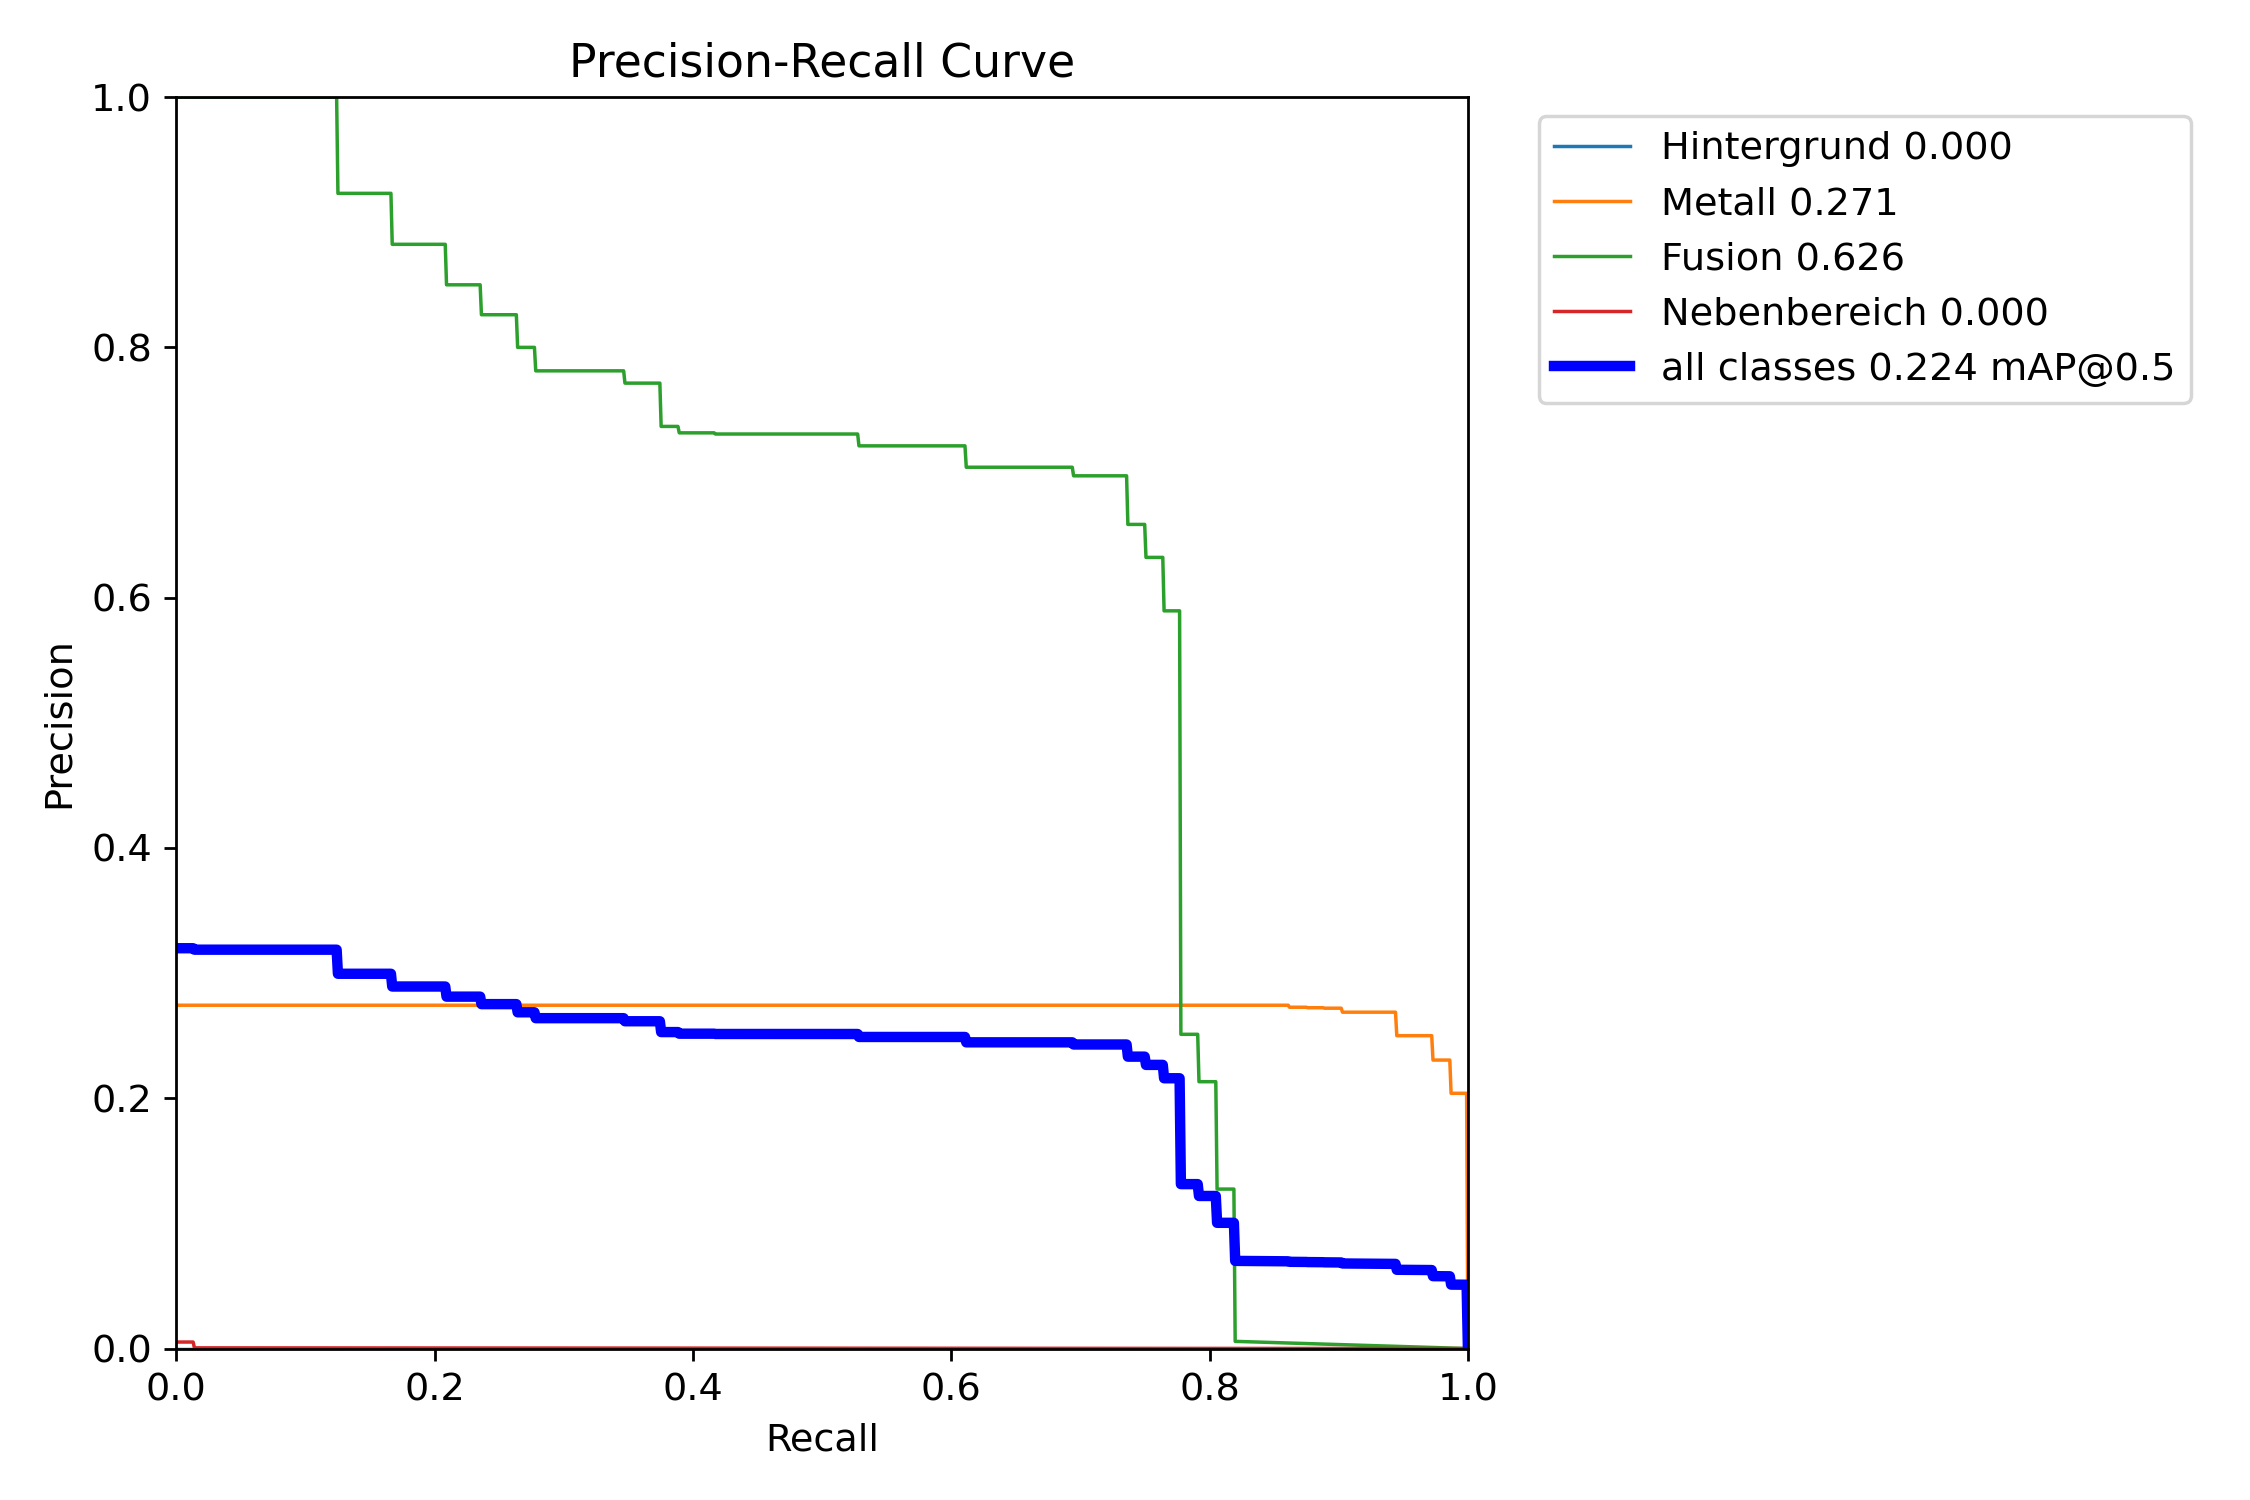 Precision-Recall Curve
1.0
0.8
0.6
0.4
0.2
0.0
Precision
0.0 0.2 0.4 0.6 0.8 1.0
Recall
Hintergrund 0.000
Metall 0.271
Fusion 0.626
Nebenbereich 0.000
all classes 0.224 mAP@0.5